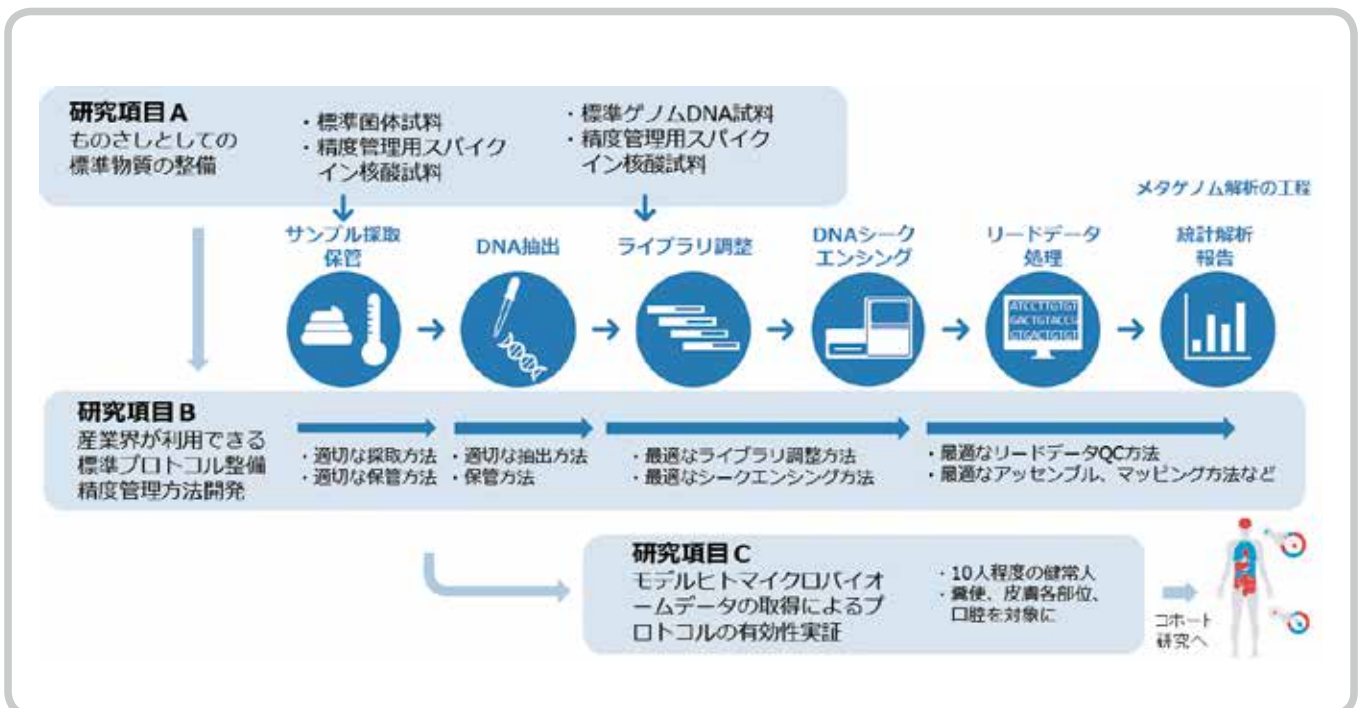 研究項目A
ものさしとしての
標準物質の整備
・標準菌体試料
・精度管理用スパイク
イン核酸試料
・標準ゲノムDNA試料
・精度管理用スパイク
イン核酸試料
メタゲノム解析の工程
サンプル採取
保管
DNA抽出
ライブラリ調整
DNAシーク
エンシング
リードデータ
処理
統計解析
報告
ATCCTTGTGT
GACTGTACCG
GTGACTGTGT
研究項目B
産業界が利用できる
標準プロトコル整備
精度管理方法開発
・適切な採取方法
・適切な保管方法
・適切な抽出方法
・保管方法
・最適なライブラリ調整方法
・最適なシークエンシング方法
・最適なリードデータQC方法
・最適なアッセンブル、マッピング方法など
研究項目C
モデルヒトマイクロバイオ
ームデータの取得によるプ
ロトコルの有効性実証
・10人程度の健常人
・糞便、皮膚各部位、
口腔を対象に
コホート
研究へ